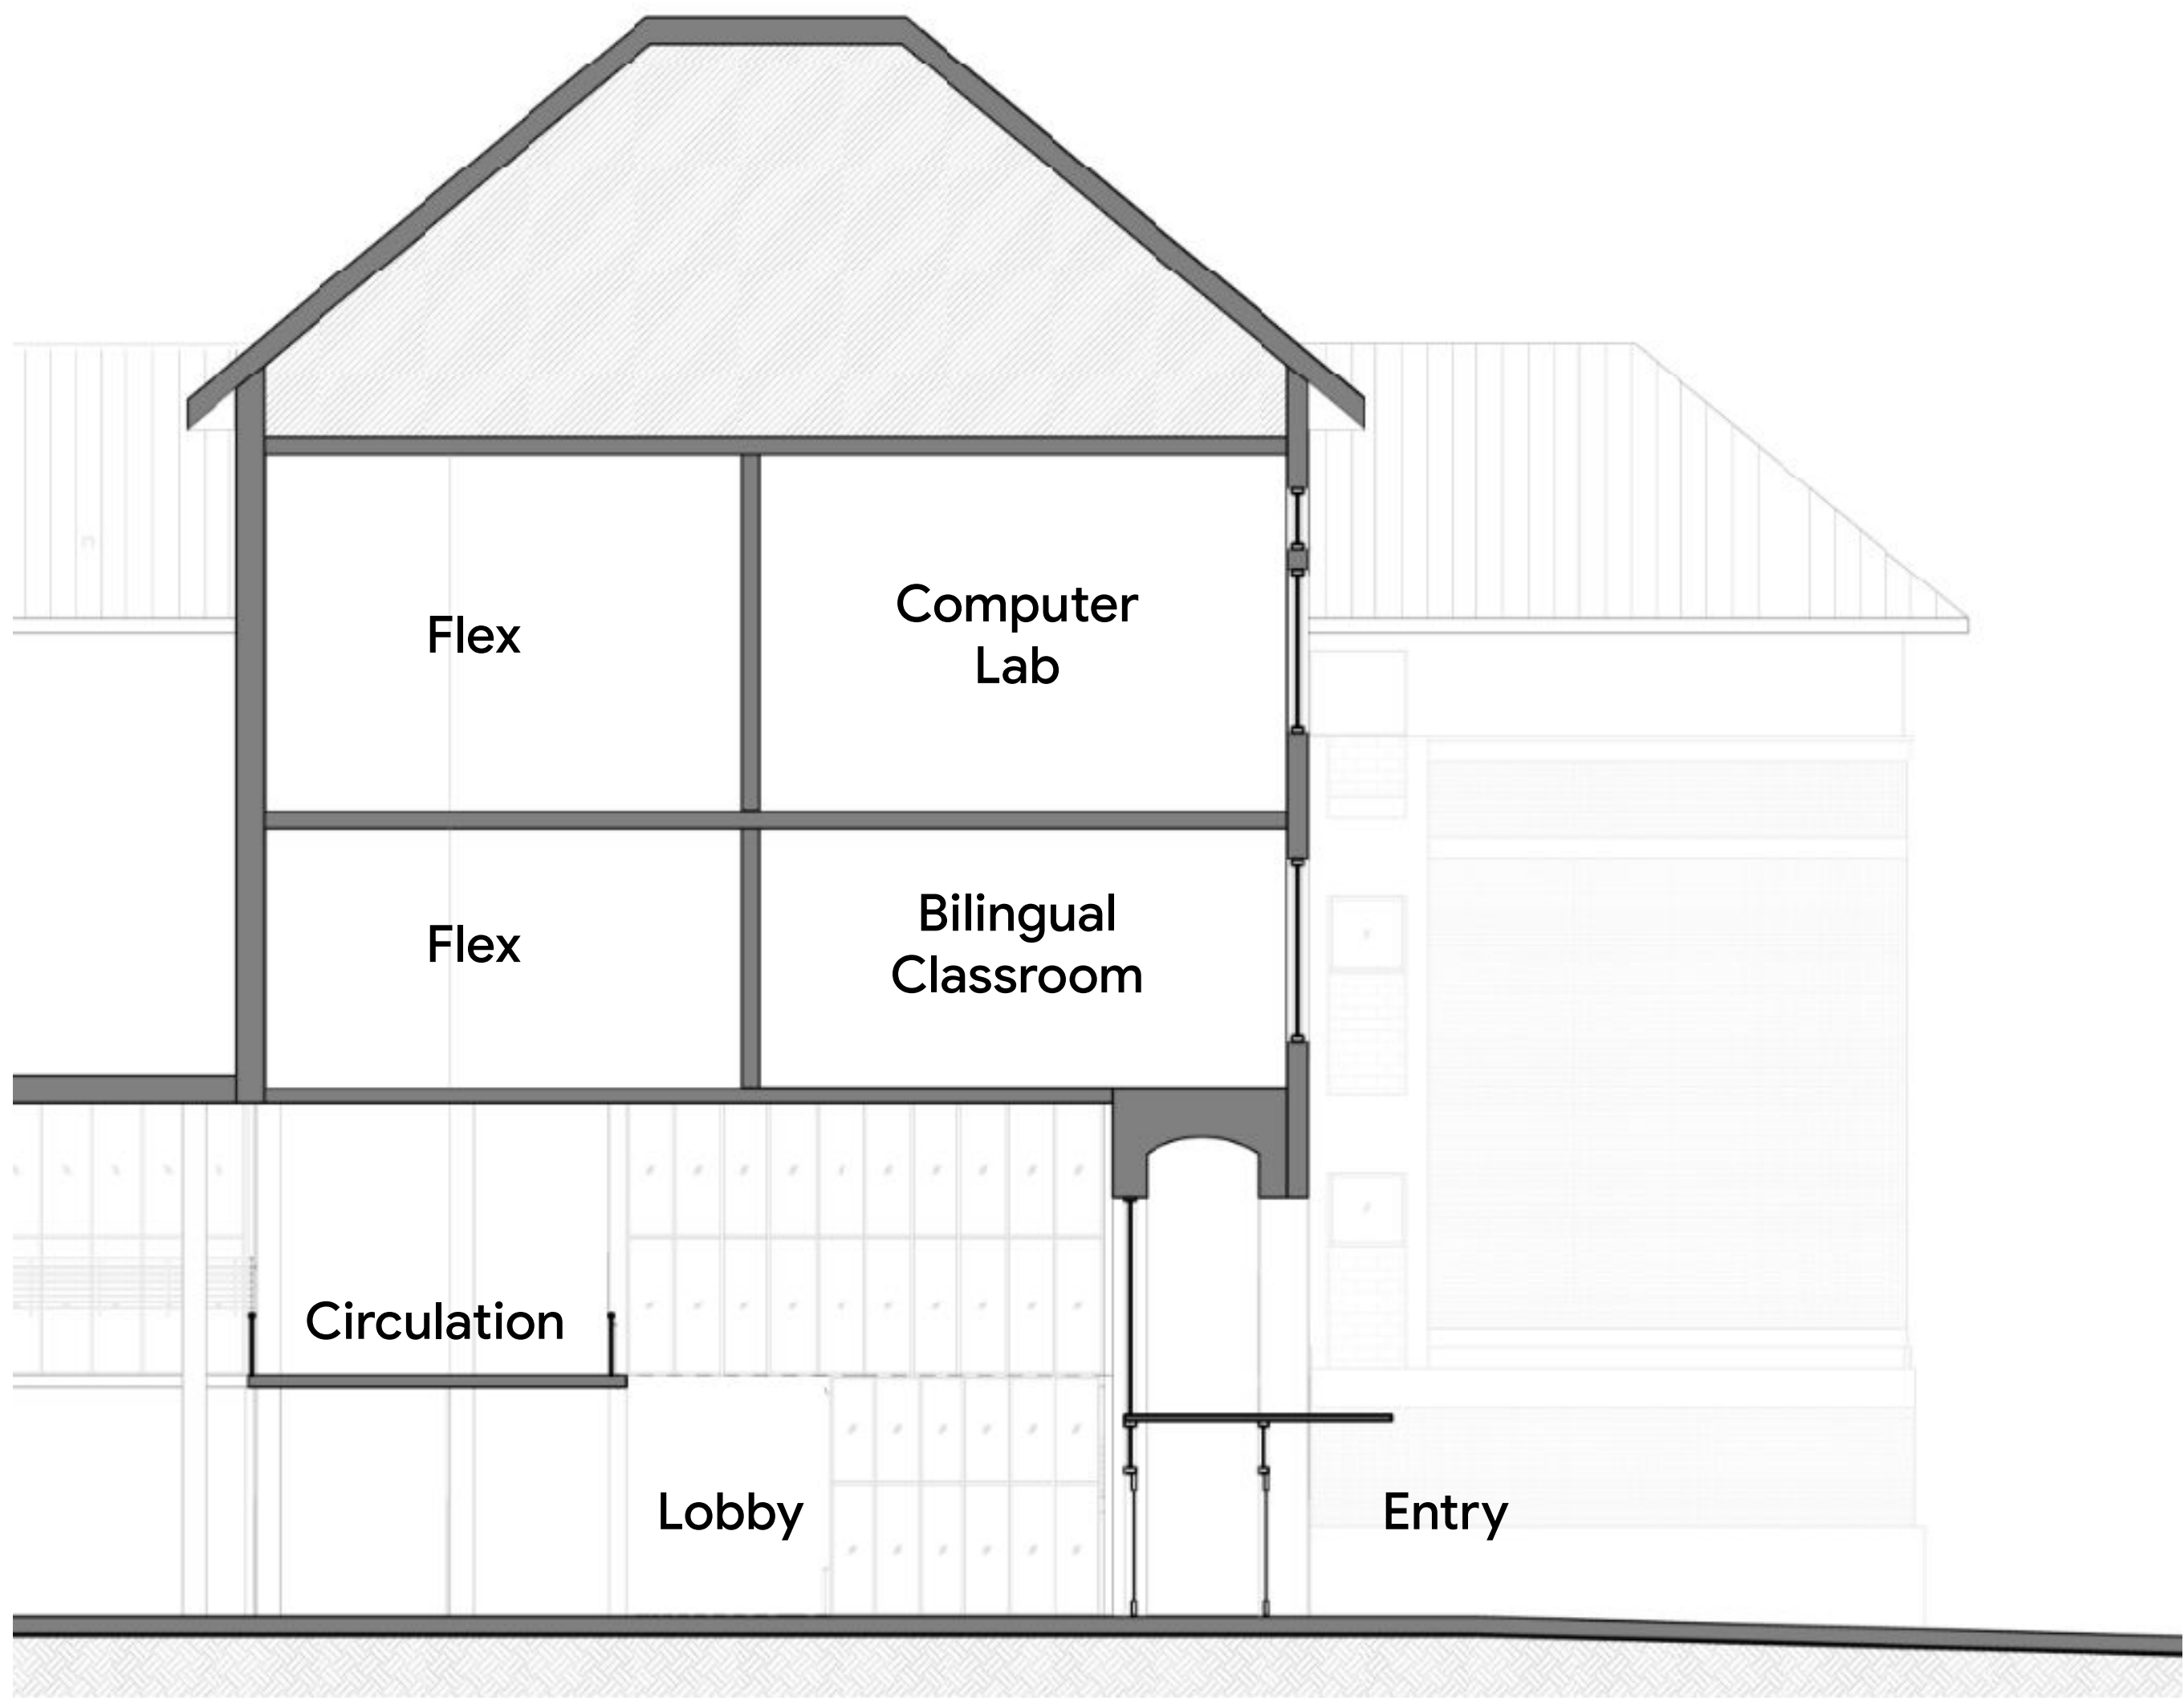 Flex
Computer
Lab
Flex
Bilingual
Classroom
Circulation
Lobby
Entry